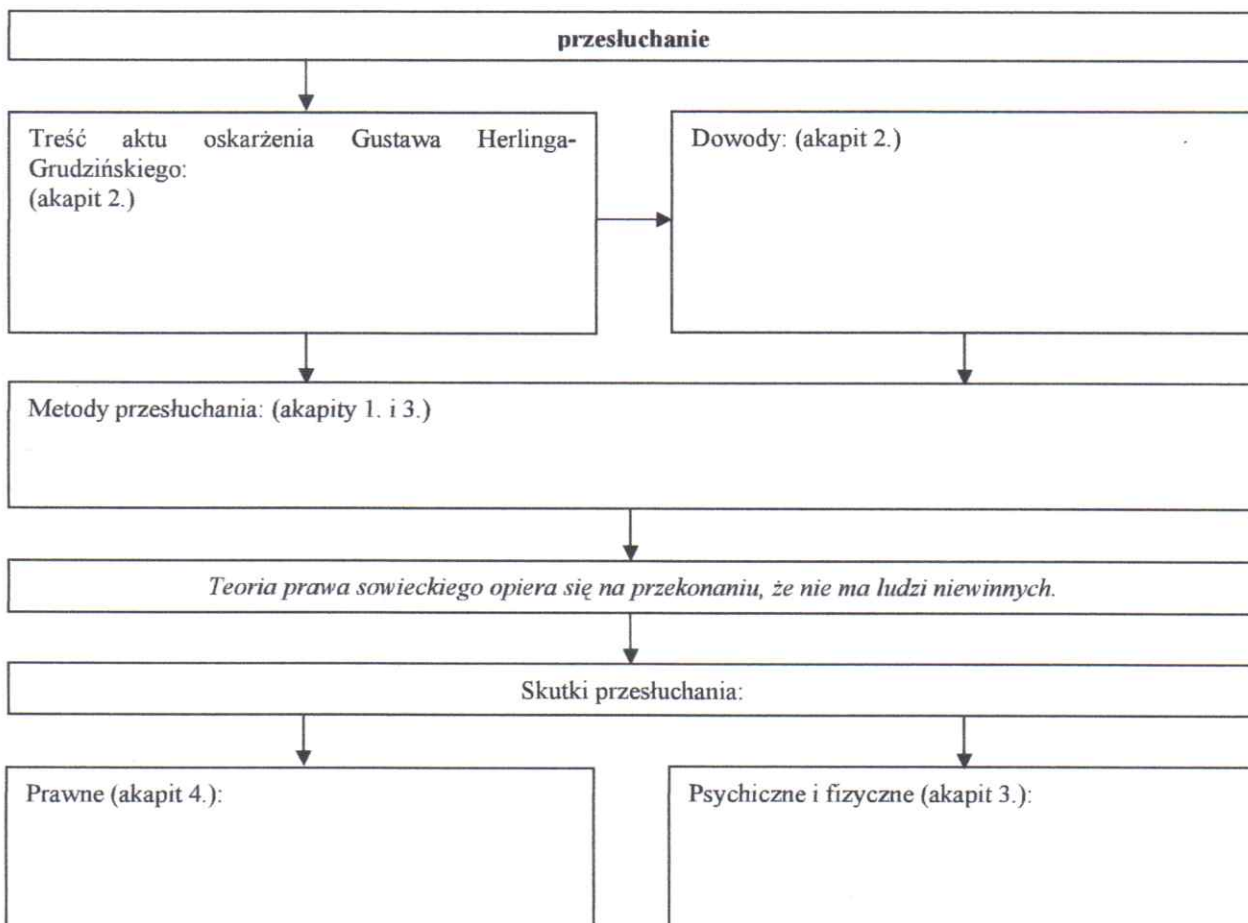 przesłuchanie
Treść aktu oskarżenia Gustawa Herlinga-
Grudzińskiego:
(akapit 2.)
Dowody: (akapit 2.)
Metody przesłuchania: (akapity 1. i 3.)
Teoria prawa sowieckiego opiera się na przekonaniu, że nie ma ludzi niewinnych.
Skutki przesłuchania:
Prawne (akapit 4.):
Psychiczne i fizyczne (akapit 3.):